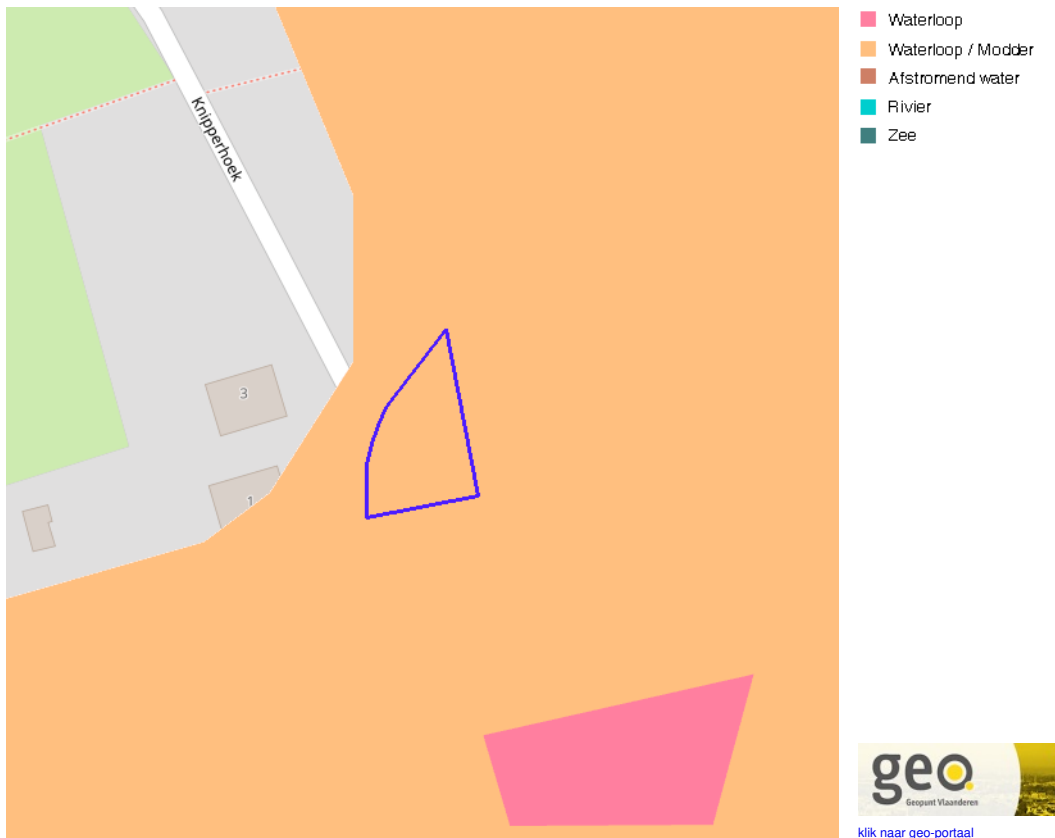 Knipperhoek
3
1
Waterloop
Waterloop / Modder
Afstromend water
Rivier
Zee
geo
Geopunt Vlaanderen
klik naar geo-portaal